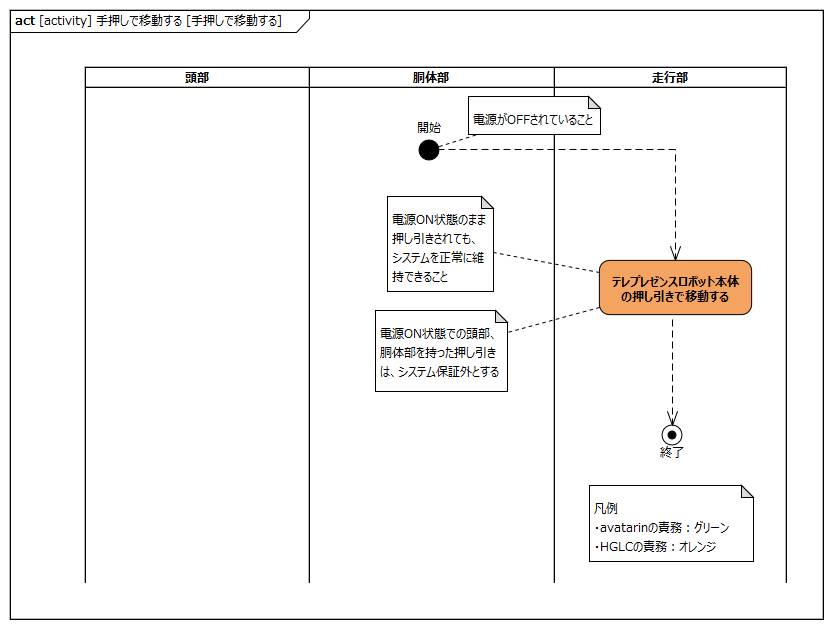 act [activity] 手押しで移動する [手押しで移動する]
頭部
胴体部
走行部
電源がOFFされていること
開始
電源ON状態のまま
押し引きされても、
システムを正常に維
持できること
テレプレゼンスロボット本体
の押し引きで移動する
電源ON状態での頭部、
胴体部を持った押し引き
は、システム保証外とする
終了
凡例
・avatarinの責務：グリーン
・HGLCの責務：オレンジ